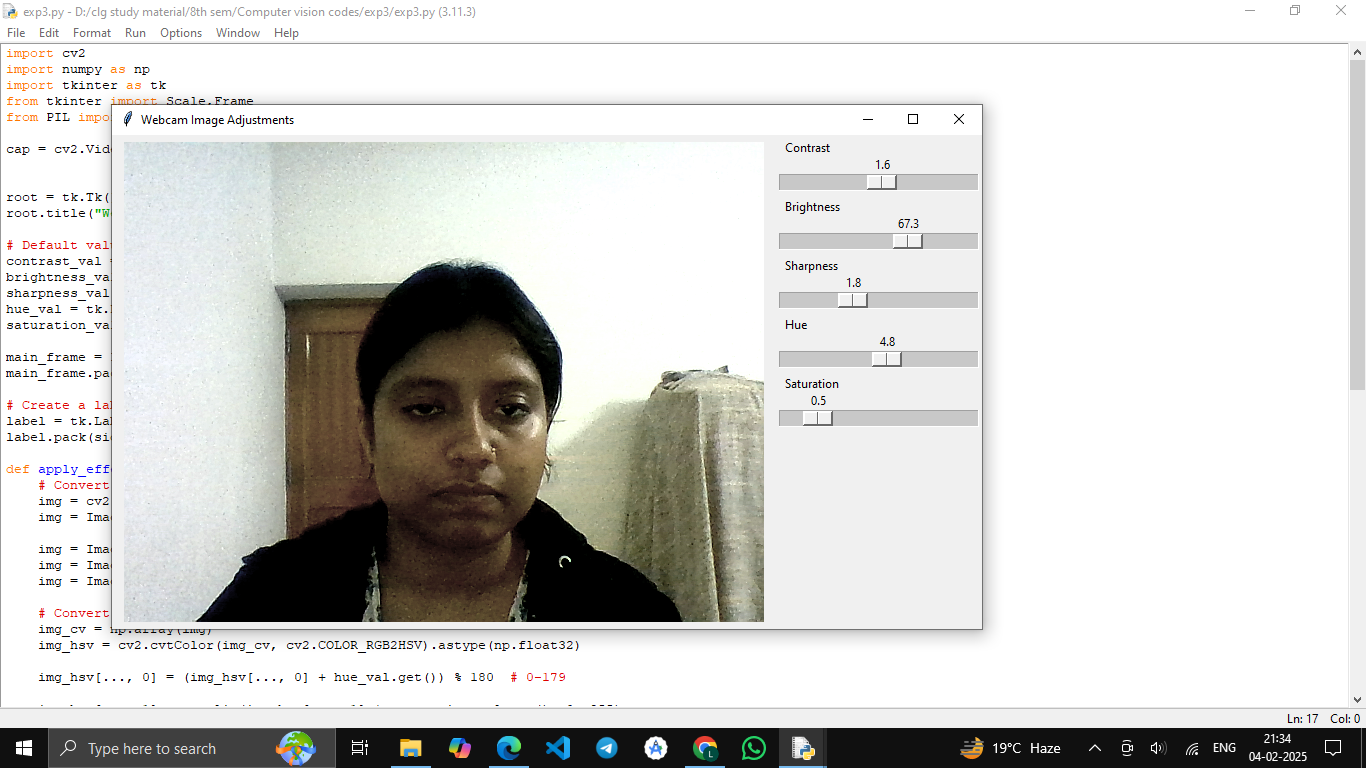 exp3.py - D:/clg study material/8th sem/Computer vision codes/exp3/exp3.py (3.11.3)
File Edit Format Run Options Window Help
import cv2
import numpy as np
import tkinter as tk
from tkinter import Scale,Frame
from PIL impo
cap = cv2.Vid
root = tk.Tk(
root.title("W
# Default val
contrast_val =
brightness_va
sharpness_val
hue_val = tk.
saturation_va
main_frame =
main_frame.pa
# Create a la
label = tk.La
label.pack(si
def apply_eff
# Convert
img = cv2
img = Ima
img = Ima
img = Ima
img = Ima
# Convert
img_cv = np.array(img)
img_hsv = cv2.cvtColor(img_cv, cv2.COLOR_RGB2HSV).astype(np.float32)
img_hsv[..., 0] = (img_hsv[..., 0] + hue_val.get()) % 180  # 0-179
Webcam Image Adjustments
Contrast
1.6
Brightness
67.3
Sharpness
1.8
Hue
4.8
Saturation
0.5
Ln: 17 Col: 0
Type here to search
19°C Haze
ENG
21:34
04-02-2025